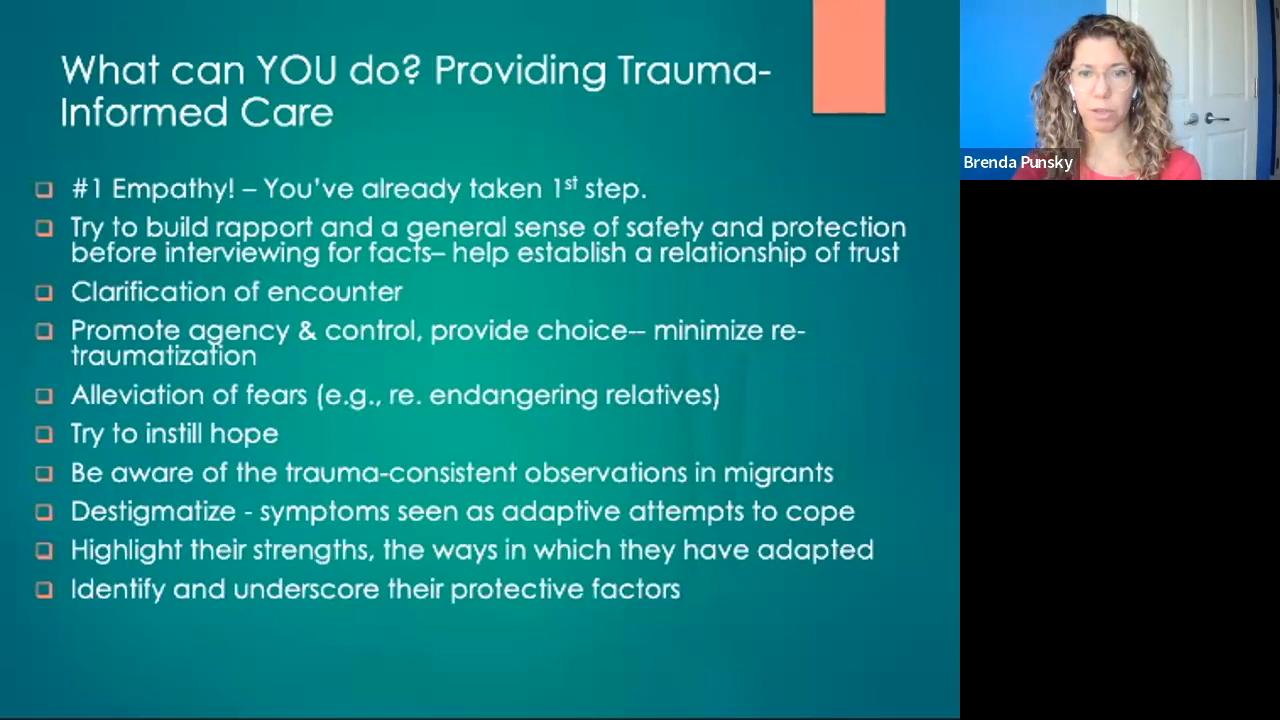 What can YOU do? Providing Trauma-
Informed Care
#1 Empathy! – You've already taken 1st step.
Try to build rapport and a general sense of safety and protection
before interviewing for facts– help establish a relationship of trust
Clarification of encounter
Promote agency & control, provide choice-- minimize re-
traumatization
Alleviation of fears (e.g., re. endangering relatives)
Try to instill hope
Be aware of the trauma-consistent observations in migrants
Destigmatize - symptoms seen as adaptive attempts to cope
Highlight their strengths, the ways in which they have adapted
Identify and underscore their protective factors
Brenda Punsky